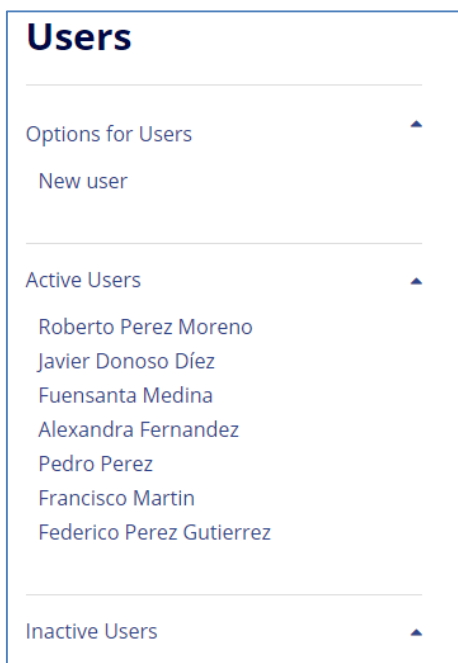 Users
Options for Users
New user
Active Users
Roberto Perez Moreno
Javier Donoso Díez
Fuensanta Medina
Alexandra Fernandez
Pedro Perez
Francisco Martin
Federico Perez Gutierrez
Inactive Users